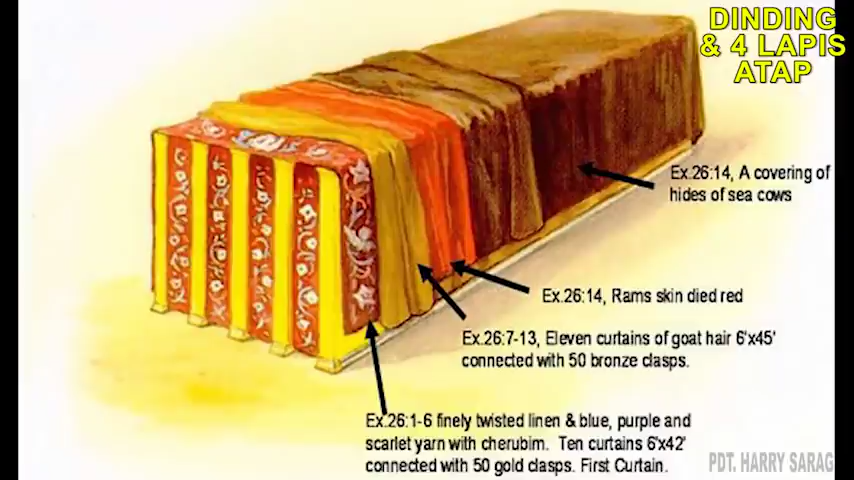 DINDING
& 4 LAPIS
ATAP
Ex.26:14, A covering of
hides of sea cows
Ex.26:14, Rams skin died red
Ex.26:7-13, Eleven curtains of goat hair 6'x45'
connected with 50 bronze clasps.
Ex.26:1-6 finely twisted linen & blue, purple and
scarlet yarn with cherubim. Ten curtains 6'x42'
connected with 50 gold clasps. First Curtain.
PDT. HARRY SARAG